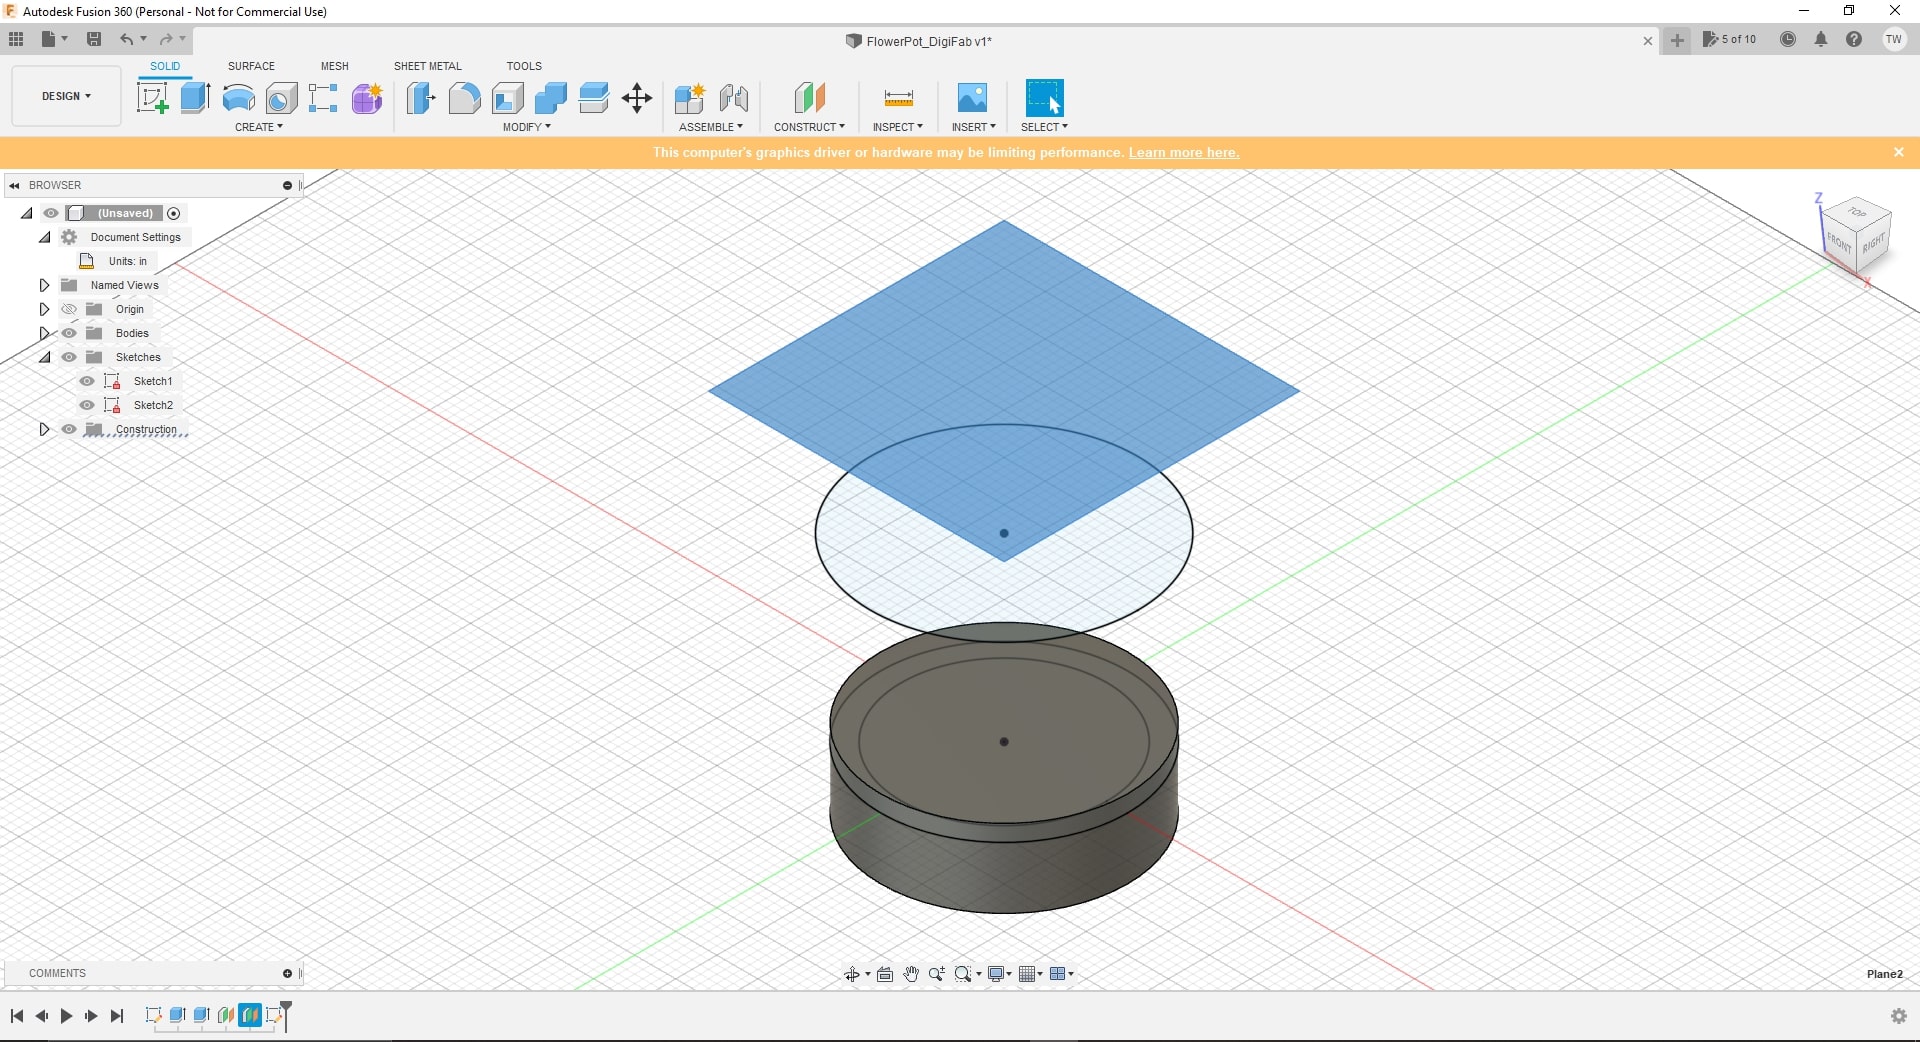 Autodesk Fusion 360 (Personal - Not for Commercial Use)
FlowerPot_DigiFab v1*
5 of 10
TW
DESIGN
SOLID
SURFACE
MESH
SHEET METAL
TOOLS
CREATE
MODIFY
ASSEMBLE
CONSTRUCT
INSPECT
INSERT
SELECT
This computer's graphics driver or hardware may be limiting performance. Learn more here.
BROWSER
(Unsaved)
Document Settings
Units: in
Named Views
Origin
Bodies
Sketches
Sketch1
Sketch2
Construction
Z
TOP
FRONT
RIGHT
X
COMMENTS
Plane2